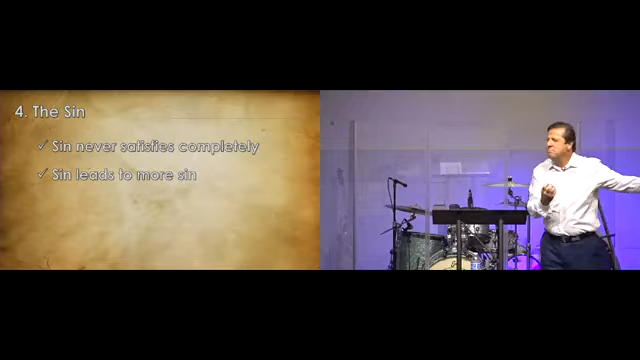 4. The Sin
✓ Sin never satisfies completely
✓ Sin leads to more sin